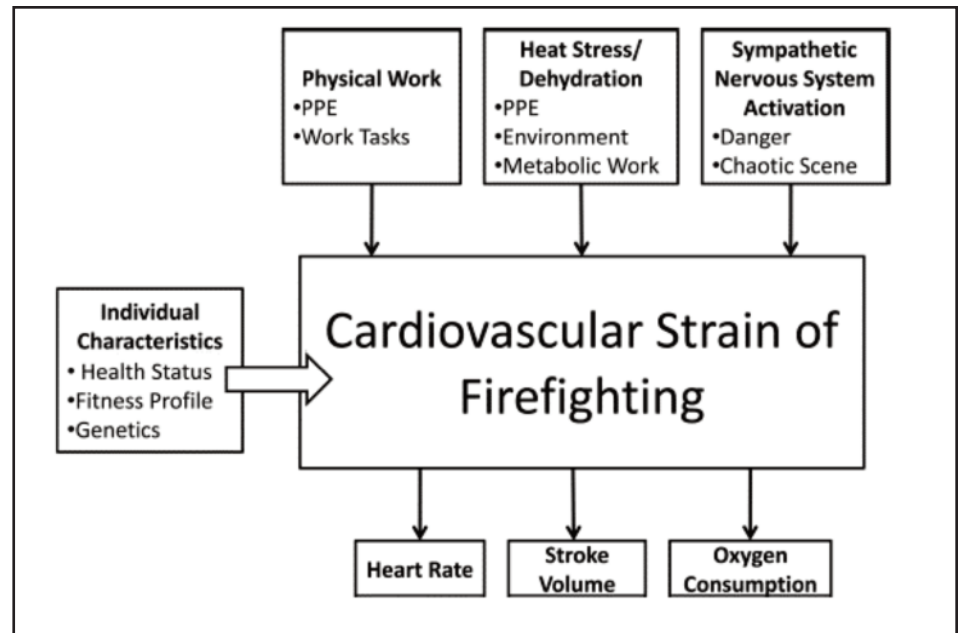 Physical Work
•PPE
•Work Tasks
Heat Stress/
Dehydration
•PPE
•Environment
•Metabolic Work
Sympathetic
Nervous System
Activation
•Danger
•Chaotic Scene
Individual
Characteristics
• Health Status
•Fitness Profile
•Genetics
Cardiovascular Strain of
Firefighting
Heart Rate
Stroke
Volume
Oxygen
Consumption